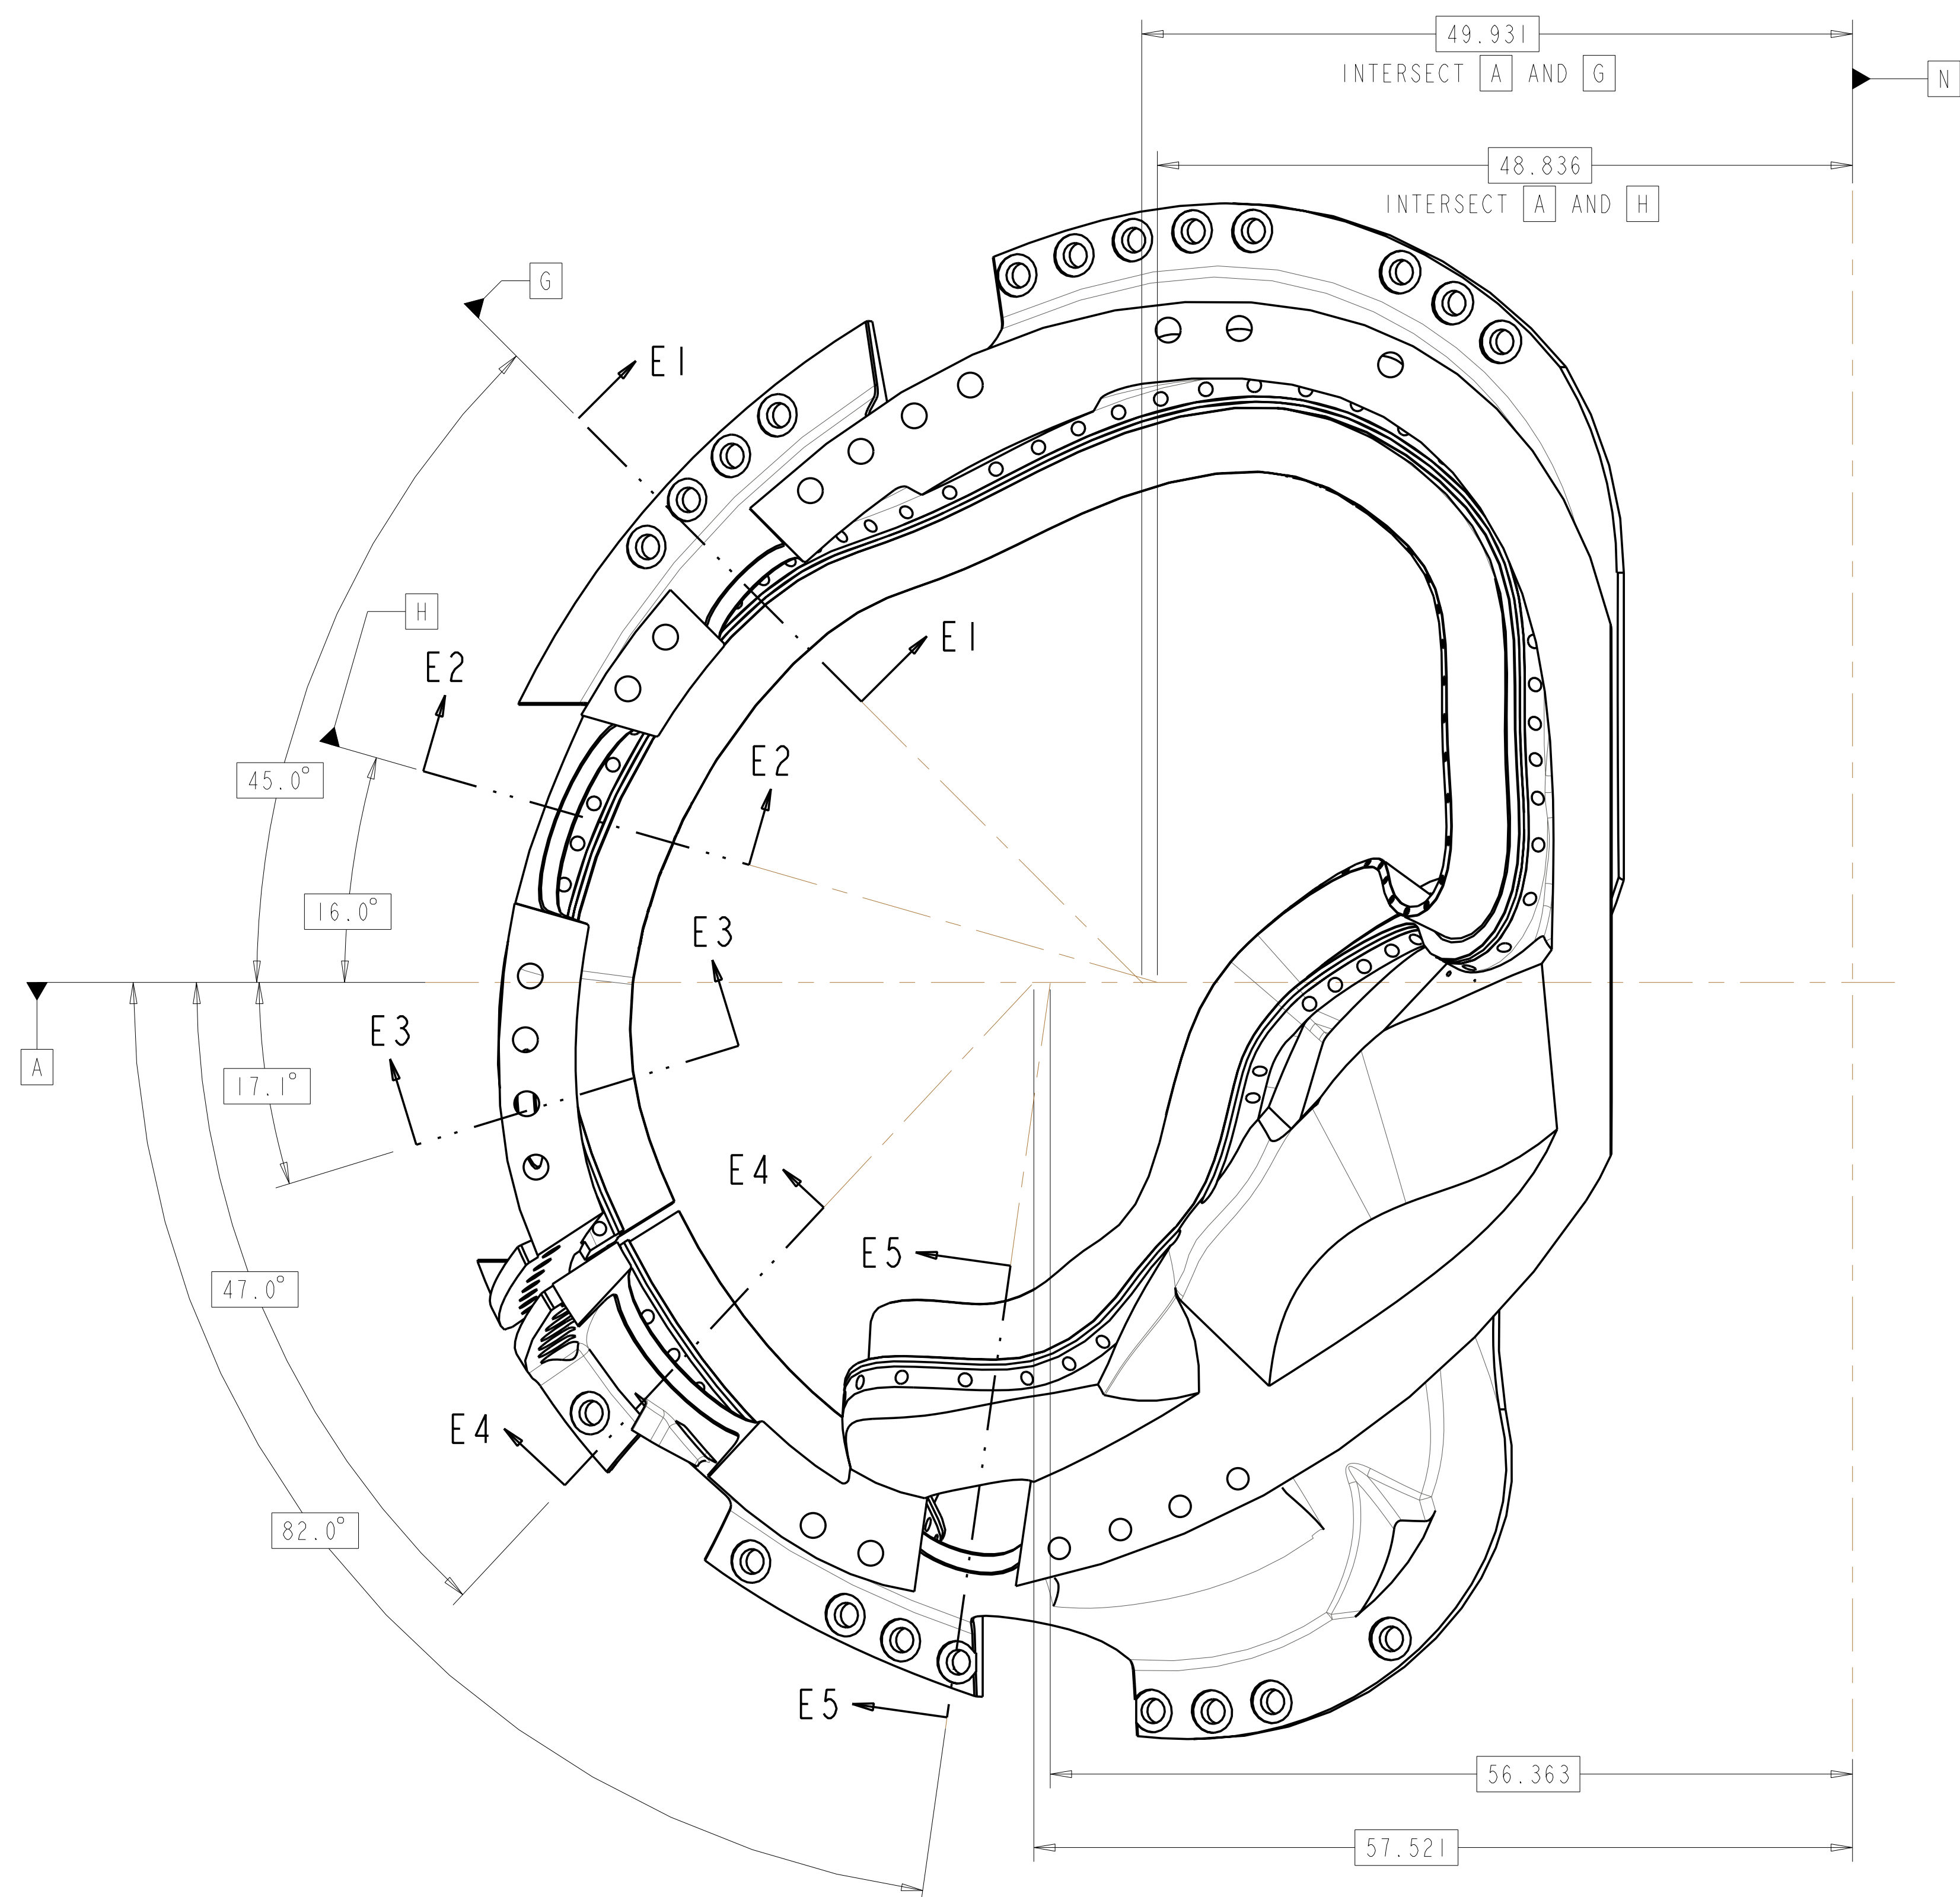 49.931
INTERSECT A AND G
N
48.836
INTERSECT A AND H
G
E1
H
E1
E2
E2
45.0°
16.0°
E3
E3
A
17.1°
E4
E5
47.0°
E4
82.0°
E5
56.363
57.521